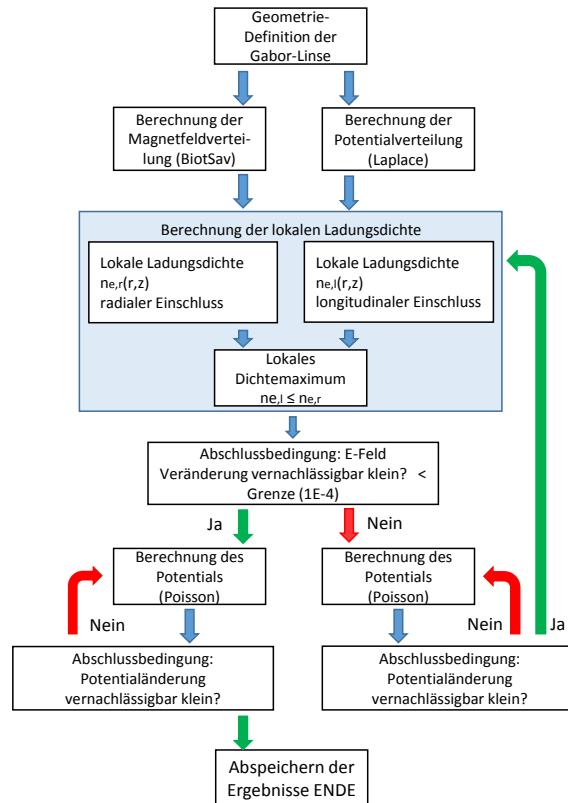 Geometrie-
Definition der
Gabor-Linse
Berechnung der
Magnetfeldvertei-
lung (BiotSav)
Berechnung der
Potentialverteilung
(Laplace)
Berechnung der lokalen Ladungsdichte
Lokale Ladungsdichte
ne,r(r,z)
radialer Einschluss
Lokale Ladungsdichte
ne,l(r,z)
longitudinaler Einschluss
Lokales
Dichtemaximum
ne,l ≤ ne,r
Abschlussbedingung: E-Feld
Veränderung vernachlässigbar klein? <
Grenze (1E-4)
Ja
Nein
Berechnung des
Potentials
(Poisson)
Berechnung des
Potentials
(Poisson)
Nein
Nein
Ja
Abschlussbedingung:
Potentialänderung
vernachlässigbar klein?
Abschlussbedingung:
Potentialänderung
vernachlässigbar klein?
Abspeichern der
Ergebnisse ENDE